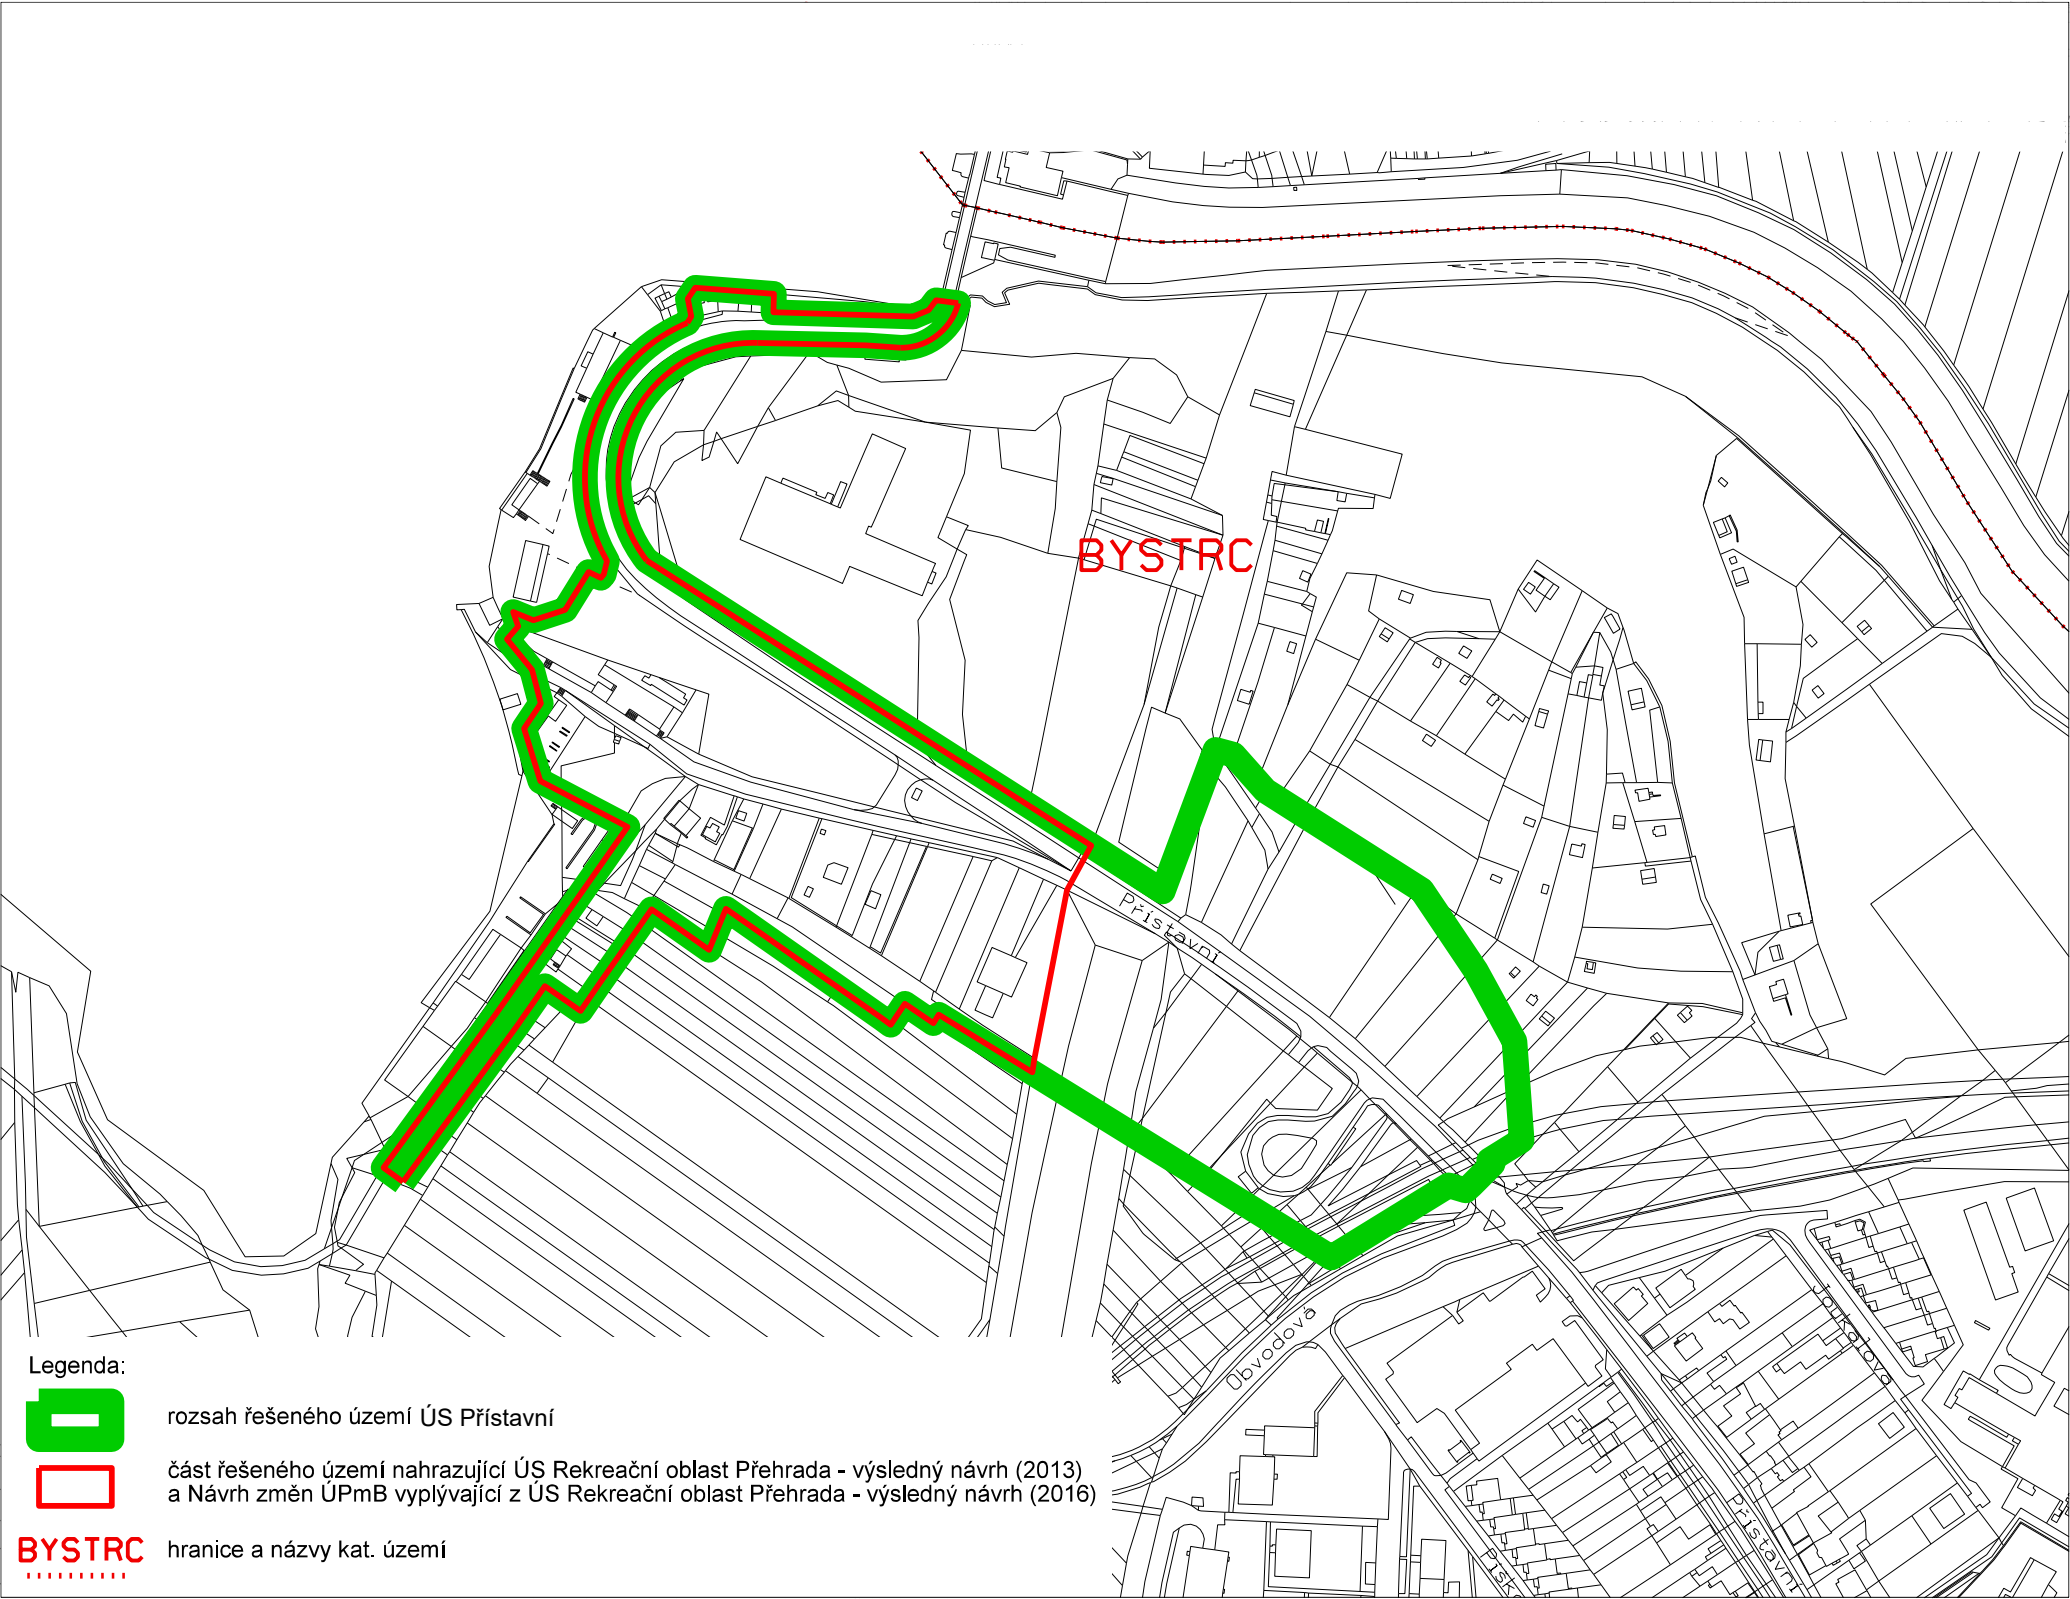 BYSTRC
Přístavní
Obvodová
Jonkolova
Přístavní
Legenda:
rozsah řešeného území ÚS Přístavní
část řešeného území nahrazující ÚS Rekreační oblast Přehrada - výsledný návrh (2013)
a Návrh změn ÚPmB vyplývající z ÚS Rekreační oblast Přehrada - výsledný návrh (2016)
BYSTRC hranice a názvy kat. území